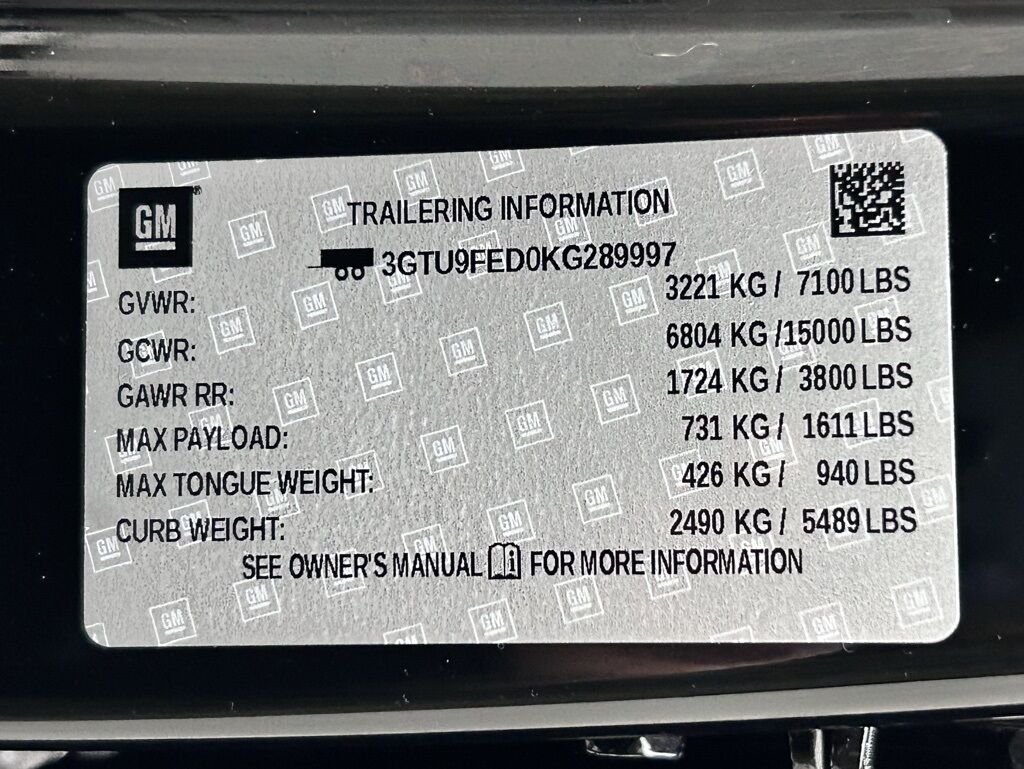 GM
TRAILERING INFORMATION
3GTU9FED0KG289997
GVWR: 3221 KG / 7100 LBS
GCWR: 6804 KG /15000 LBS
GAWR RR: 1724 KG / 3800 LBS
MAX PAYLOAD: 731 KG / 1611 LBS
MAX TONGUE WEIGHT: 426 KG / 940 LBS
CURB WEIGHT: 2490 KG / 5489 LBS
SEE OWNER'S MANUAL FOR MORE INFORMATION